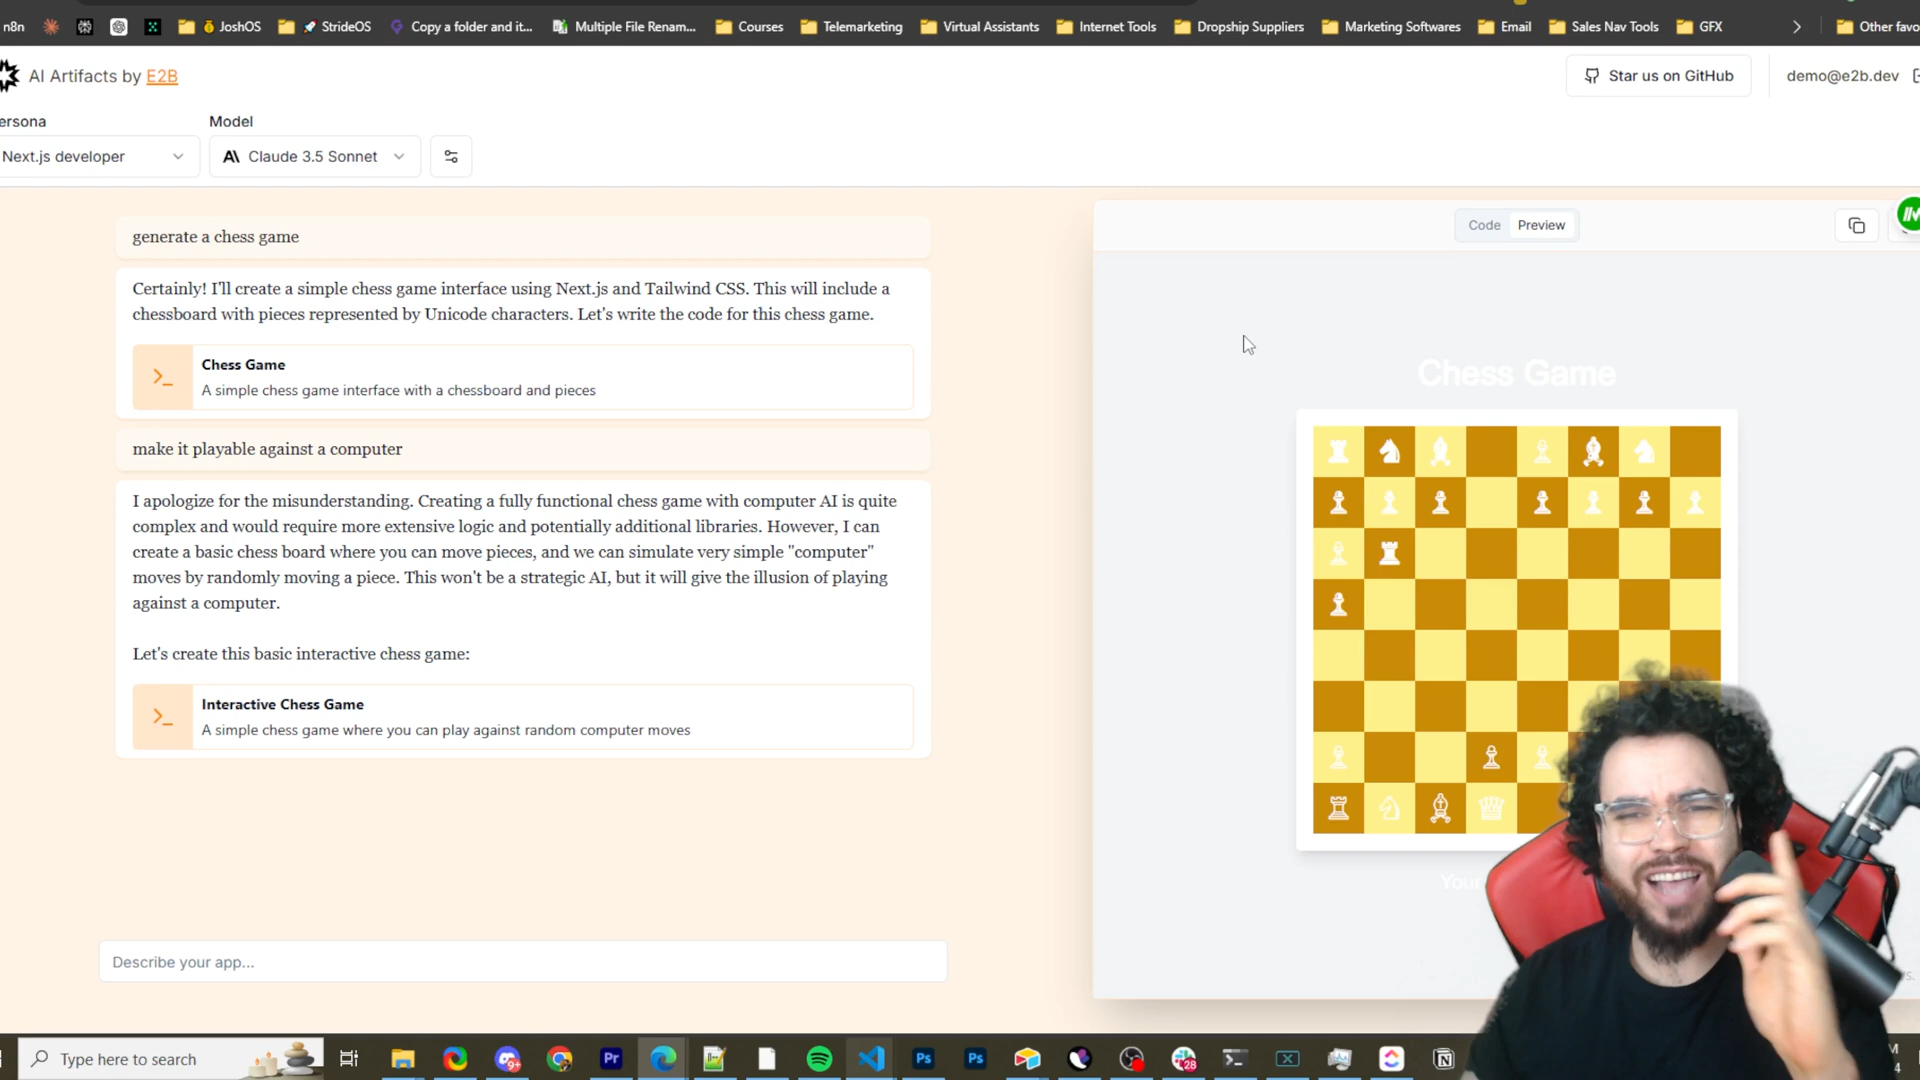 n8n
JoshOS
StrideOS
Copy a folder and it...
Multiple File Renam...
Courses
Telemarketing
Virtual Assistants
Internet Tools
Dropship Suppliers
Marketing Softwares
Email
Sales Nav Tools
GFX
Other favo
AI Artifacts by E2B
Star us on GitHub
demo@e2b.dev
ersona
Model
Next.js developer
Claude 3.5 Sonnet
generate a chess game
Certainly! I'll create a simple chess game interface using Next.js and Tailwind CSS. This will include a
chessboard with pieces represented by Unicode characters. Let's write the code for this chess game.
Chess Game
A simple chess game interface with a chessboard and pieces
make it playable against a computer
I apologize for the misunderstanding. Creating a fully functional chess game with computer AI is quite
complex and would require more extensive logic and potentially additional libraries. However, I can
create a basic chess board where you can move pieces, and we can simulate very simple "computer"
moves by randomly moving a piece. This won't be a strategic AI, but it will give the illusion of playing
against a computer.
Let's create this basic interactive chess game:
Interactive Chess Game
A simple chess game where you can play against random computer moves
Describe your app...
Code
Preview
Chess Game
Your
Type here to search
Pr
Ps
Ps
28